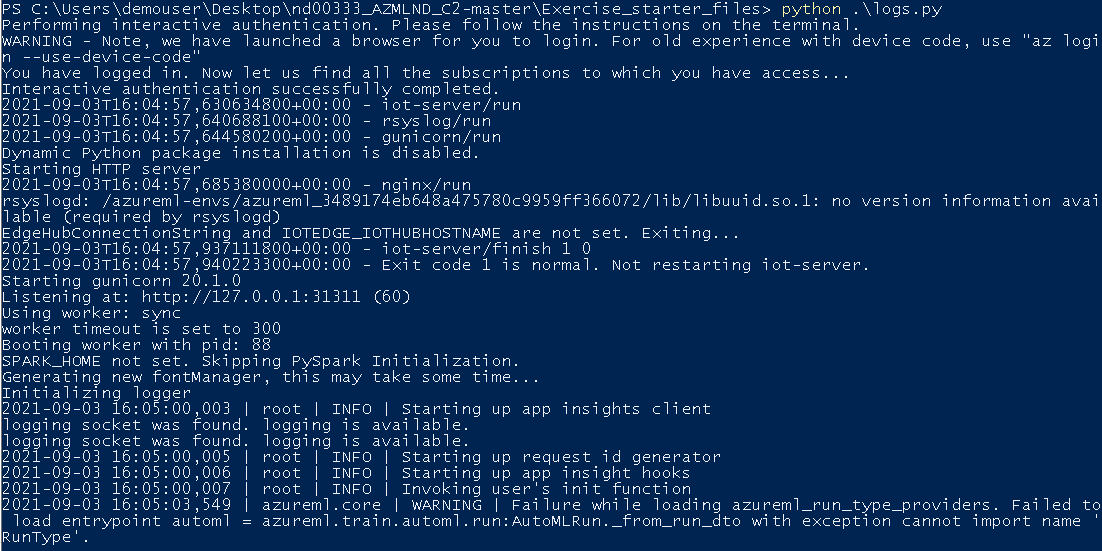 PS C:\Users\demouser\Desktop\nd00333_AZMLND_C2-master\Exercise_starter_files> python .\logs.py
Performing interactive authentication. Please follow the instructions on the terminal.
WARNING - Note, we have launched a browser for you to login. For old experience with device code, use "az logi
n --use-device-code"
You have logged in. Now let us find all the subscriptions to which you have access...
Interactive authentication successfully completed.
2021-09-03T16:04:57,630634800+00:00 - iot-server/run
2021-09-03T16:04:57,640688100+00:00 - rsyslog/run
2021-09-03T16:04:57,644580200+00:00 - gunicorn/run
Dynamic Python package installation is disabled.
Starting HTTP server
2021-09-03T16:04:57,685380000+00:00 - nginx/run
rsyslogd: /azureml-envs/azureml_3489174eb648a475780c9959ff366072/lib/libuuid.so.1: no version information avai
lable (required by rsyslogd)
EdgeHubConnectionString and IOTEDGE_IOTHUBHOSTNAME are not set. Exiting...
2021-09-03T16:04:57,937111800+00:00 - iot-server/finish 1 0
2021-09-03T16:04:57,940223300+00:00 - Exit code 1 is normal. Not restarting iot-server.
Starting gunicorn 20.1.0
Listening at: http://127.0.0.1:31311 (60)
Using worker: sync
worker timeout is set to 300
Booting worker with pid: 88
SPARK_HOME not set. Skipping PySpark Initialization.
Generating new fontManager, this may take some time...
Initializing logger
2021-09-03 16:05:00,003 | root | INFO | Starting up app insights client
logging socket was found. logging is available.
logging socket was found. logging is available.
2021-09-03 16:05:00,005 | root | INFO | Starting up request id generator
2021-09-03 16:05:00,006 | root | INFO | Starting up app insight hooks
2021-09-03 16:05:00,007 | root | INFO | Invoking user's init function
2021-09-03 16:05:03,549 | azureml.core | WARNING | Failure while loading azureml_run_type_providers. Failed to
load entrypoint automl = azureml.train.automl.run:AutoMLRun._from_run_dto with exception cannot import name '
RunType'.